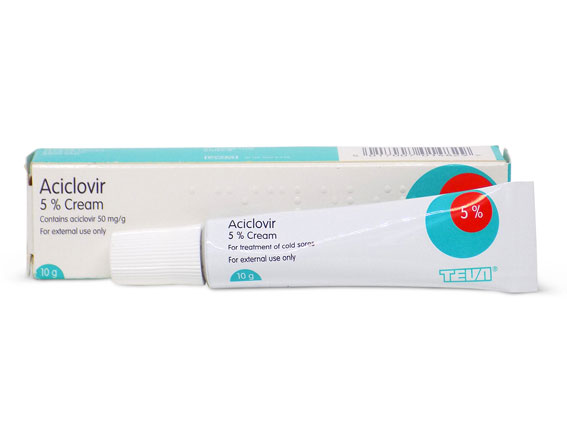 Aciclovir
5 % Cream
Contains aciclovir 50 mg/g
For external use only
10 g
Aciclovir
5 % Cream
For treatment of cold sores
For external use only
10 g
5 %
TEVA®